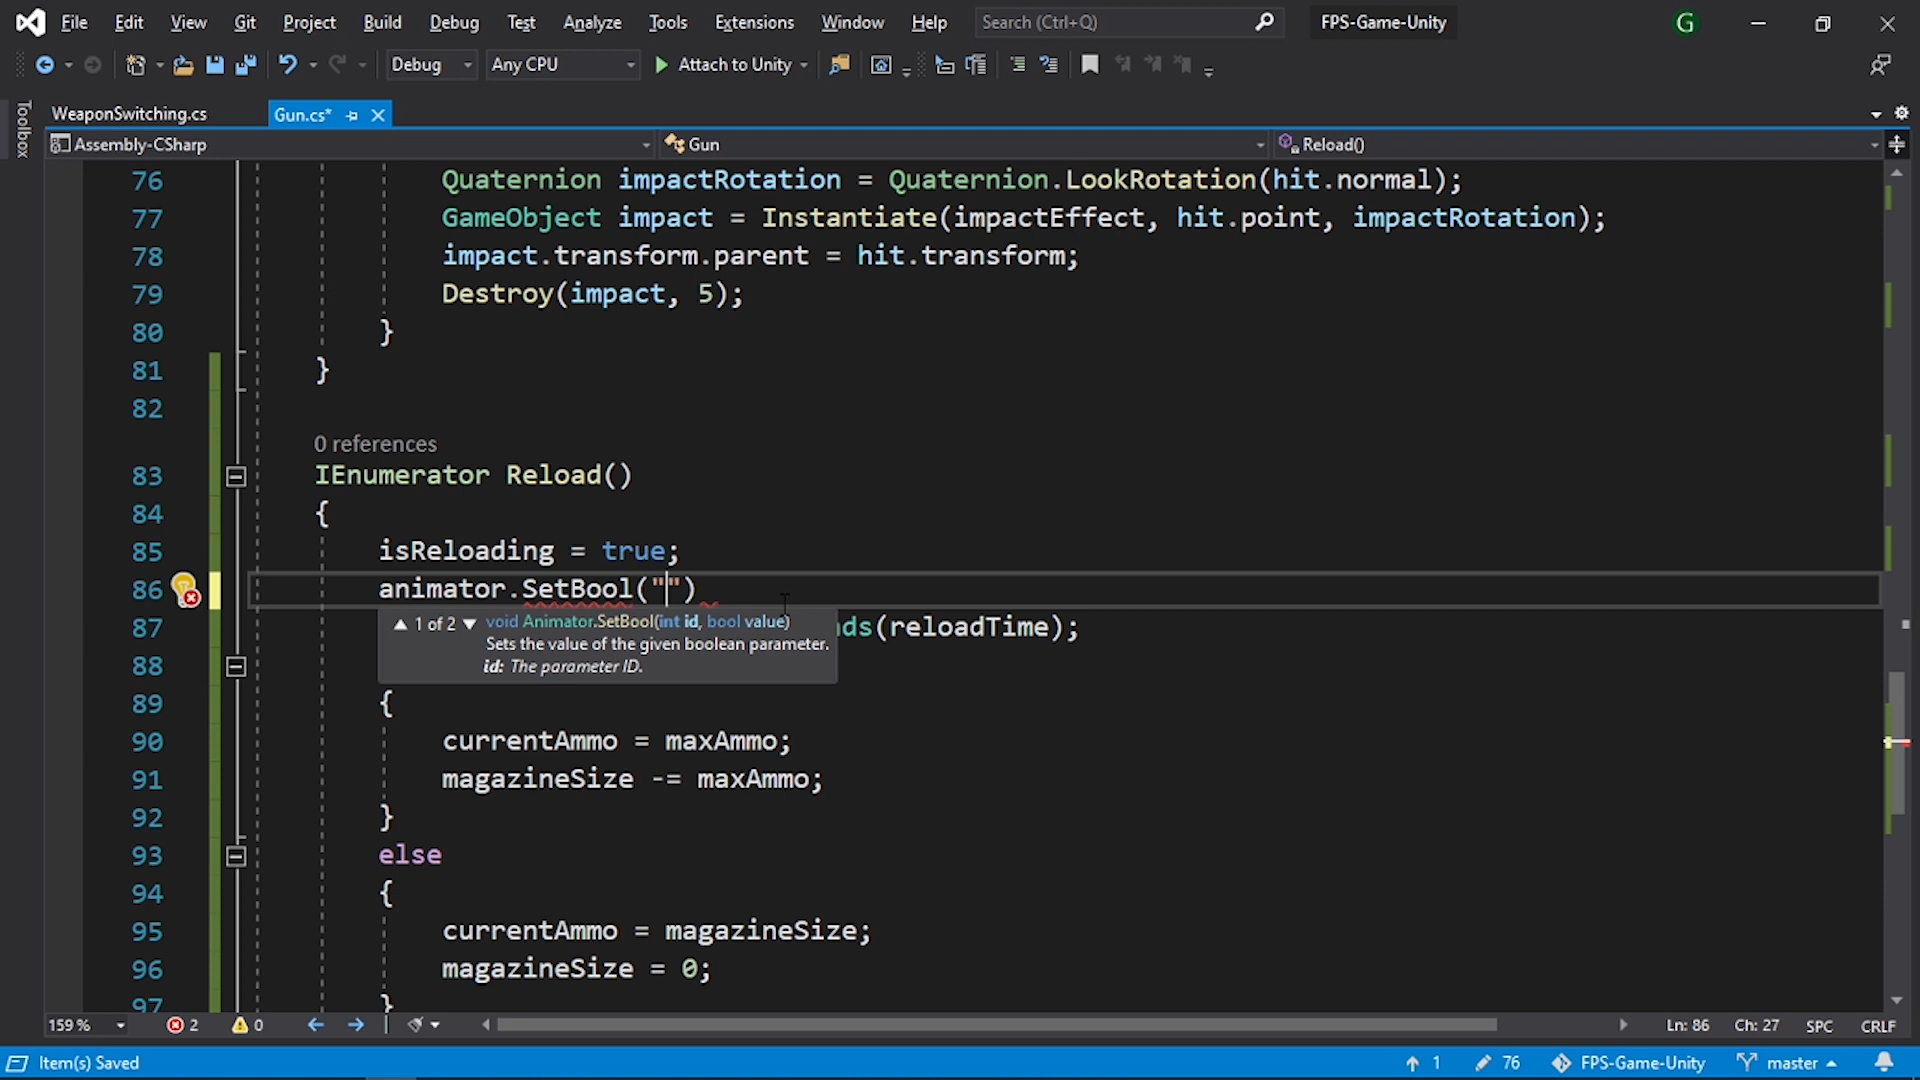 File Edit View Git Project Build Debug Test Analyze Tools Extensions Window Help Search (Ctrl+Q) FPS-Game-Unity G
Debug Any CPU Attach to Unity
Toolbox
WeaponSwitching.cs Gun.cs*
Assembly-CSharp Gun Reload()
76 Quaternion impactRotation = Quaternion.LookRotation(hit.normal);
77 GameObject impact = Instantiate(impactEffect, hit.point, impactRotation);
78 impact.transform.parent = hit.transform;
79 Destroy(impact, 5);
80 }
81 }
82
0 references
83 IEnumerator Reload()
84 {
85 isReloading = true;
86 animator.SetBool("")
87 nds(reloadTime);
1 of 2 void Animator.SetBool(int id, bool value)
Sets the value of the given boolean parameter.
88 id: The parameter ID.
89 {
90 currentAmmo = maxAmmo;
91 magazineSize -= maxAmmo;
92 }
93 else
94 {
95 currentAmmo = magazineSize;
96 magazineSize = 0;
97 }
159 % 2 0 Ln: 86 Ch: 27 SPC CRLF
Item(s) Saved 1 76 FPS-Game-Unity master